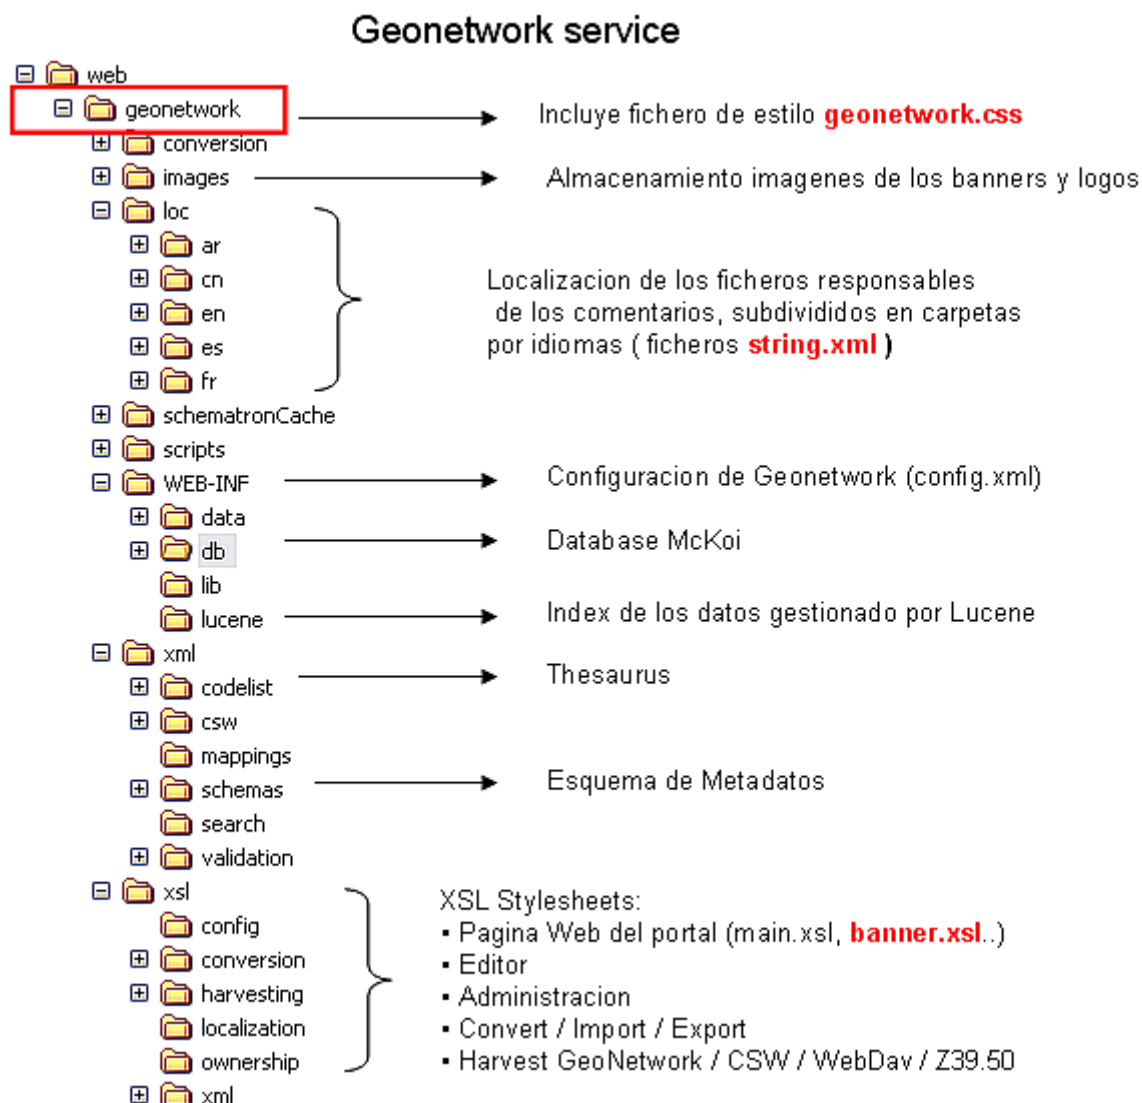 Geonetwork service
web
geonetwork
Incluye fichero de estilo geonetwork.css
conversion
images
Almacenamiento imagenes de los banners y logos
loc
ar
cn
en
es
fr
Localizacion de los ficheros responsables
de los comentarios, subdivididos en carpetas
por idiomas ( ficheros string.xml )
schematronCache
scripts
WEB-INF
Configuracion de Geonetwork (config.xml)
data
db
Database McKoi
lib
lucene
Index de los datos gestionado por Lucene
xml
codelist
Thesaurus
csw
mappings
schemas
Esquema de Metadatos
search
validation
xsl
config
conversion
harvesting
localization
ownership
xml
XSL Stylesheets:
▪ Pagina Web del portal (main.xsl, banner.xsl..)
▪ Editor
▪ Administracion
▪ Convert / Import / Export
▪ Harvest GeoNetwork / CSW / WebDav / Z39.50